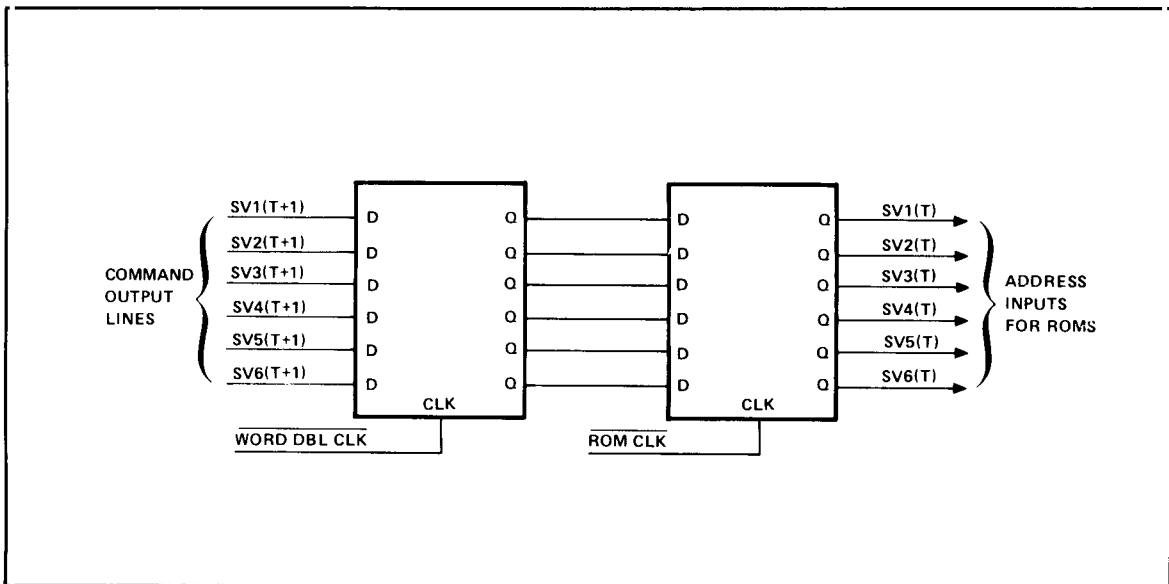 COMMAND
OUTPUT
LINES
SV1(T+1)
SV2(T+1)
SV3(T+1)
SV4(T+1)
SV5(T+1)
SV6(T+1)
D
D
D
D
D
D
Q
Q
Q
Q
Q
Q
CLK
WORD DBL CLK
D
D
D
D
D
D
Q
Q
Q
Q
Q
Q
CLK
ROM CLK
SV1(T)
SV2(T)
SV3(T)
SV4(T)
SV5(T)
SV6(T)
ADDRESS
INPUTS
FOR ROMS